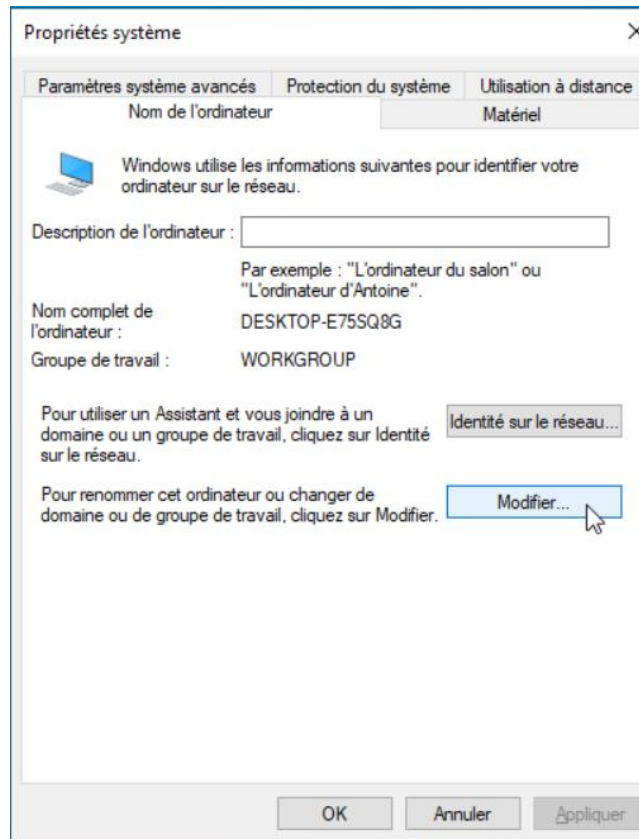 Propriétés système
Paramètres système avancés Protection du système Utilisation à distance
Nom de l'ordinateur Matériel
Windows utilise les informations suivantes pour identifier votre
ordinateur sur le réseau.
Description de l'ordinateur :
Par exemple : "L'ordinateur du salon" ou
"L'ordinateur d'Antoine".
Nom complet de
l'ordinateur :
DESKTOP-E75SQ8G
Groupe de travail : WORKGROUP
Pour utiliser un Assistant et vous joindre à un
domaine ou un groupe de travail, cliquez sur Identité
sur le réseau.
Identité sur le réseau...
Pour renommer cet ordinateur ou changer de
domaine ou de groupe de travail, cliquez sur Modifier.
Modifier...
OK Annuler Appliquer